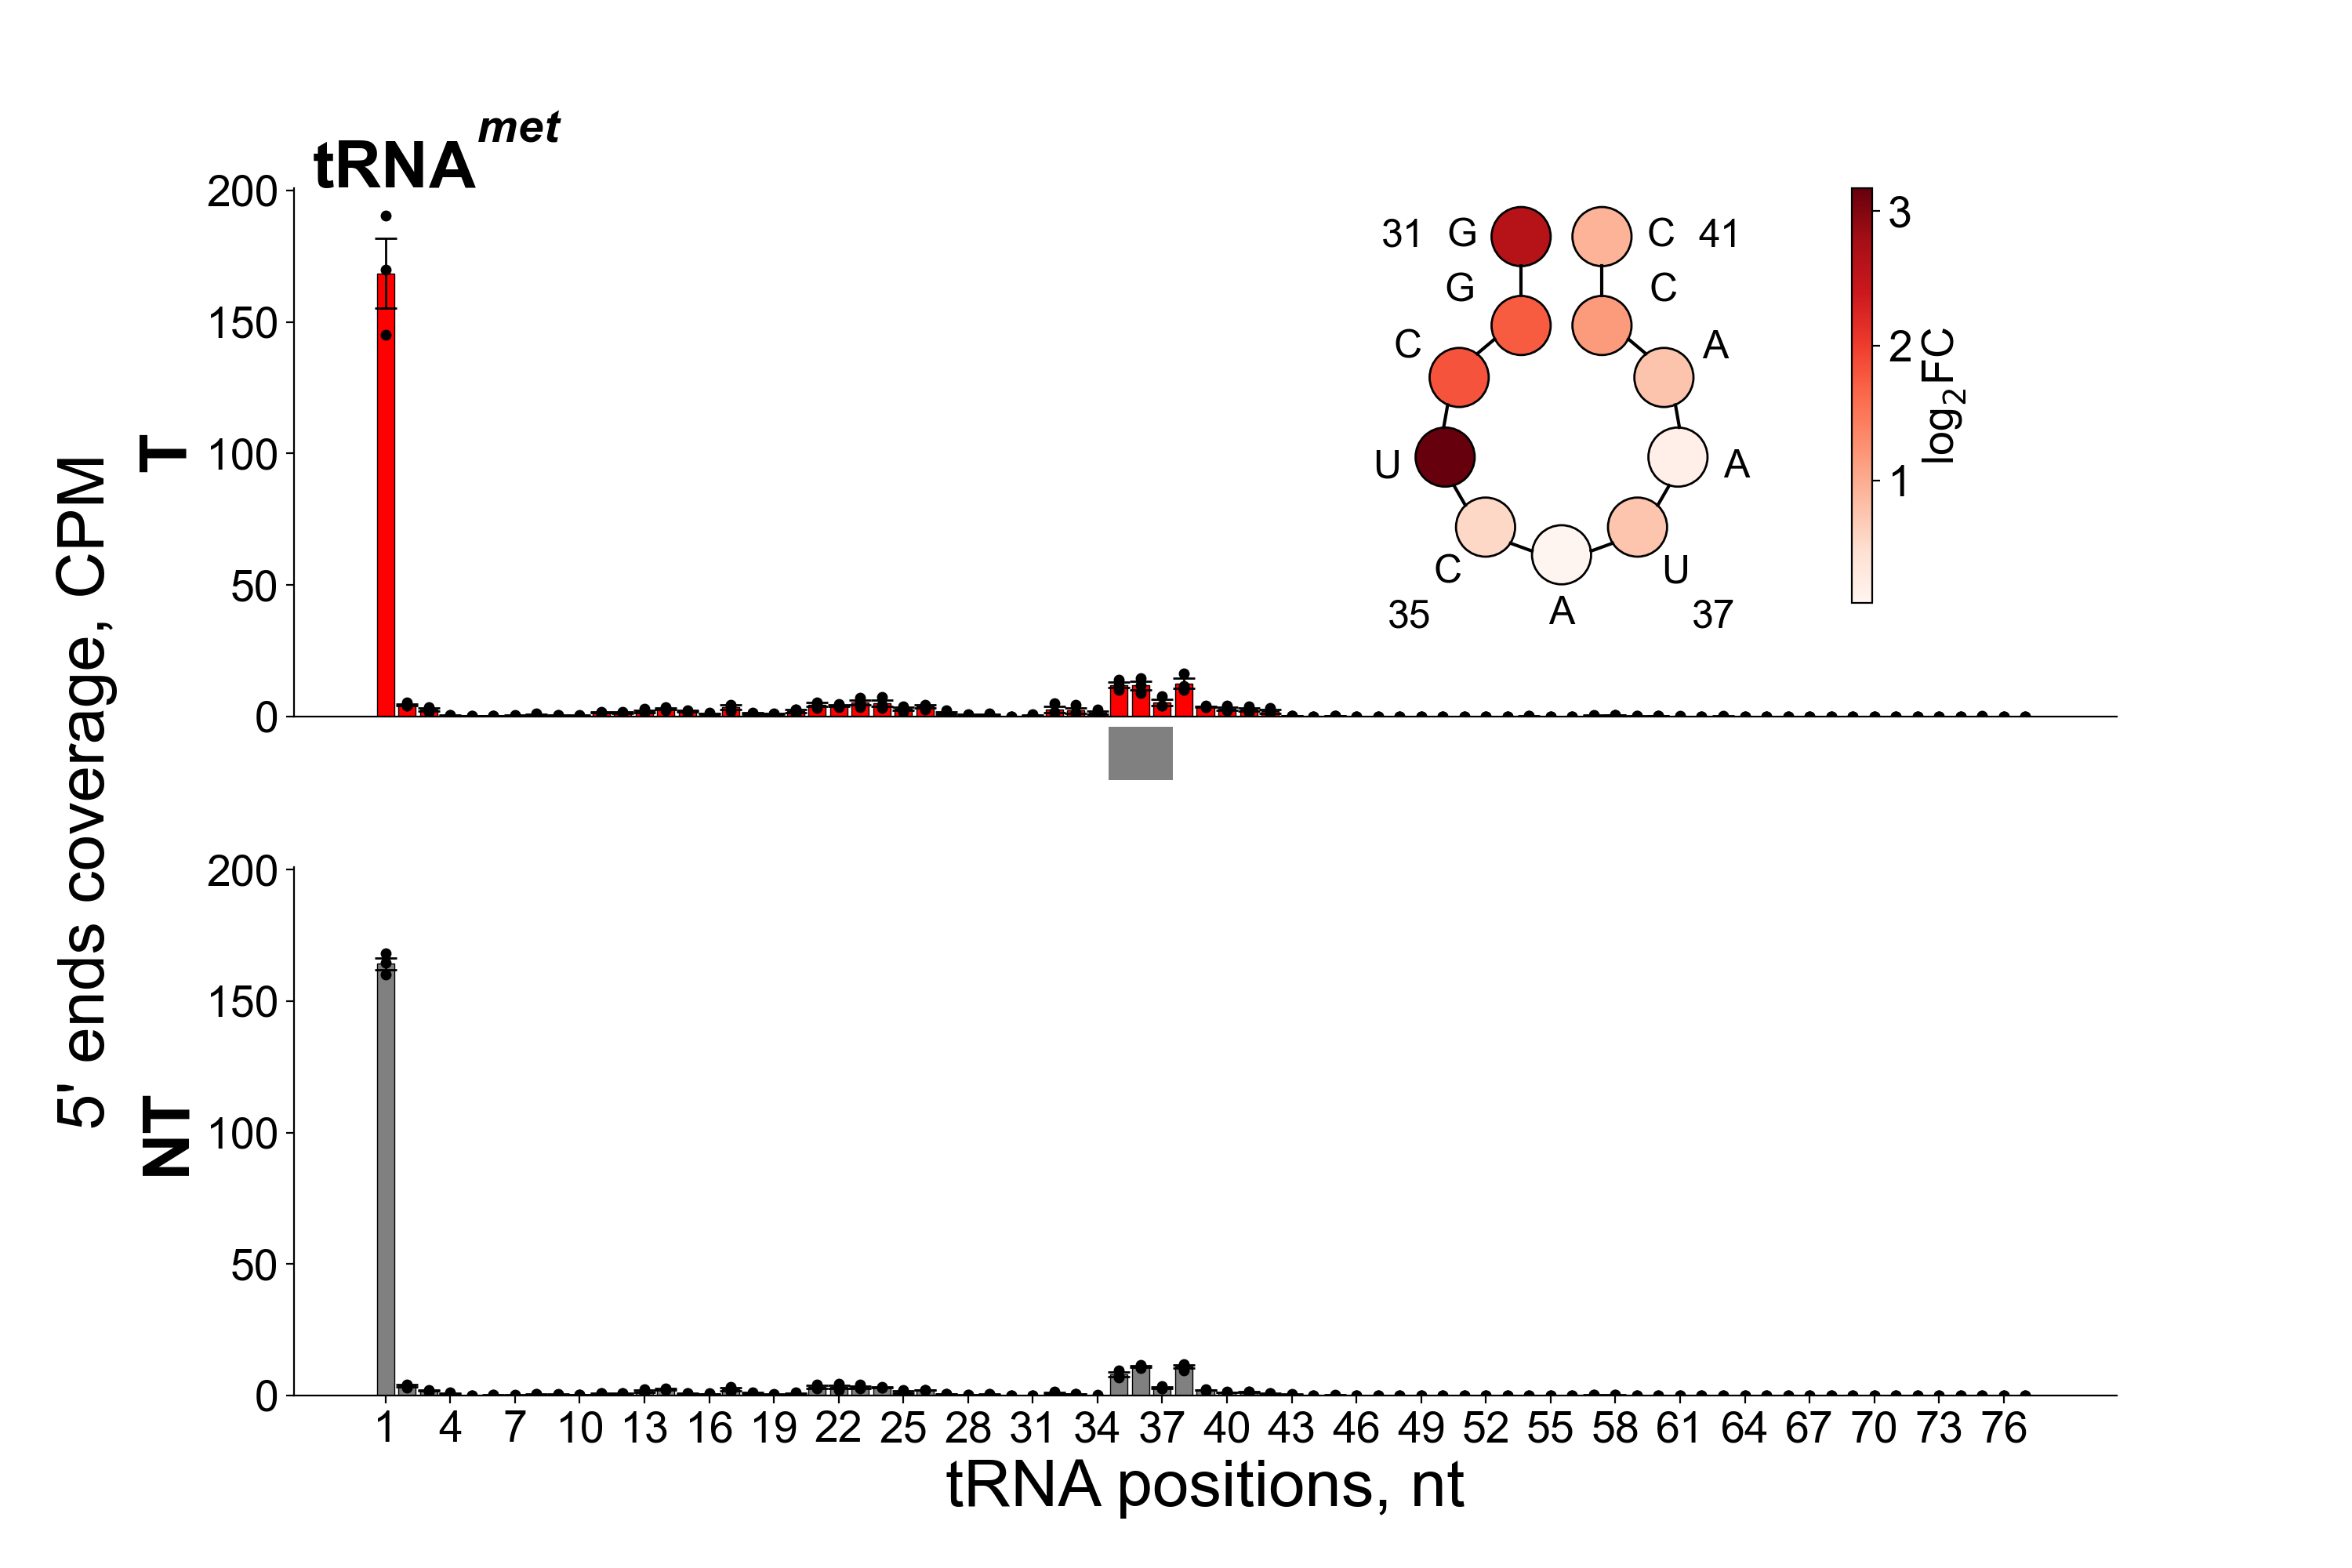 tRNA^met
5' ends coverage, CPM
T
200
150
100
50
0
31 G C 41
G C
C A
U A
C U
35 A 37
3
2
1
log₂FC
NT
200
150
100
50
0
1 4 7 10 13 16 19 22 25 28 31 34 37 40 43 46 49 52 55 58 61 64 67 70 73 76
tRNA positions, nt